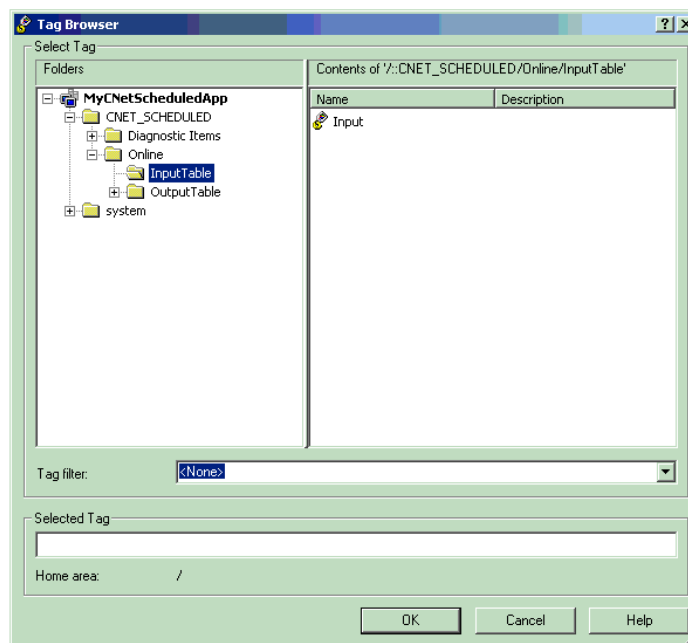 Tag Browser
Select Tag
Folders
Contents of '/::CNET_SCHEDULED/Online/InputTable'
MyCNetScheduledApp
CNET_SCHEDULED
Diagnostic Items
Online
InputTable
OutputTable
system
Name Description
Input
Tag filter: <None>
Selected Tag
Home area: /
OK Cancel Help